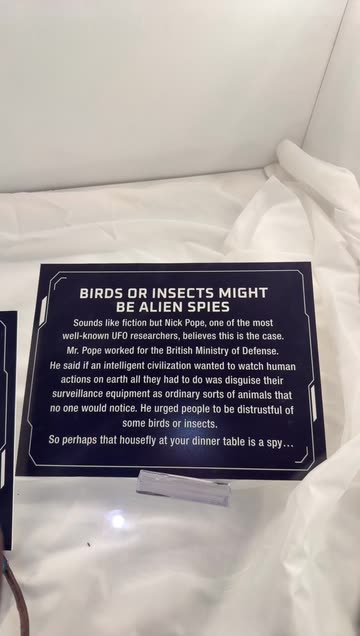 BIRDS OR INSECTS MIGHT
BE ALIEN SPIES
Sounds like fiction but Nick Pope, one of the most
well-known UFO researchers, believes this is the case.
Mr. Pope worked for the British Ministry of Defense.
He said if an intelligent civilization wanted to watch human
actions on earth all they had to do was disguise their
surveillance equipment as ordinary sorts of animals that
no one would notice. He urged people to be distrustful of
some birds or insects.
So perhaps that housefly at your dinner table is a spy...